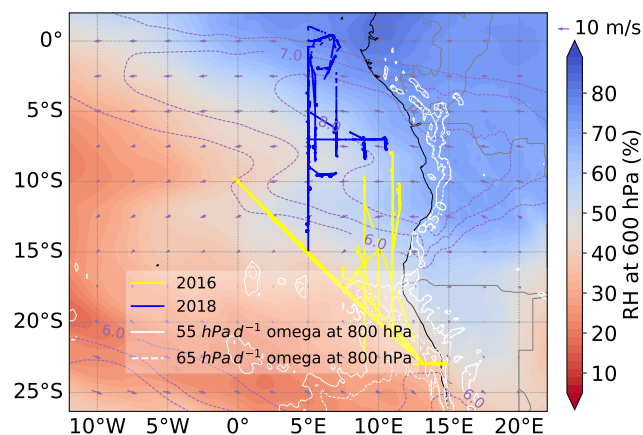 10 m/s
0°
5°S
10°S
15°S
20°S
25°S
7.0
8.0
6.0
6.0
6.0
2016
2018
55 hPa d⁻¹ omega at 800 hPa
65 hPa d⁻¹ omega at 800 hPa
10°W
5°W
0°E
5°E
10°E
15°E
20°E
80
70
60
50
40
30
20
10
RH at 600 hPa (%)